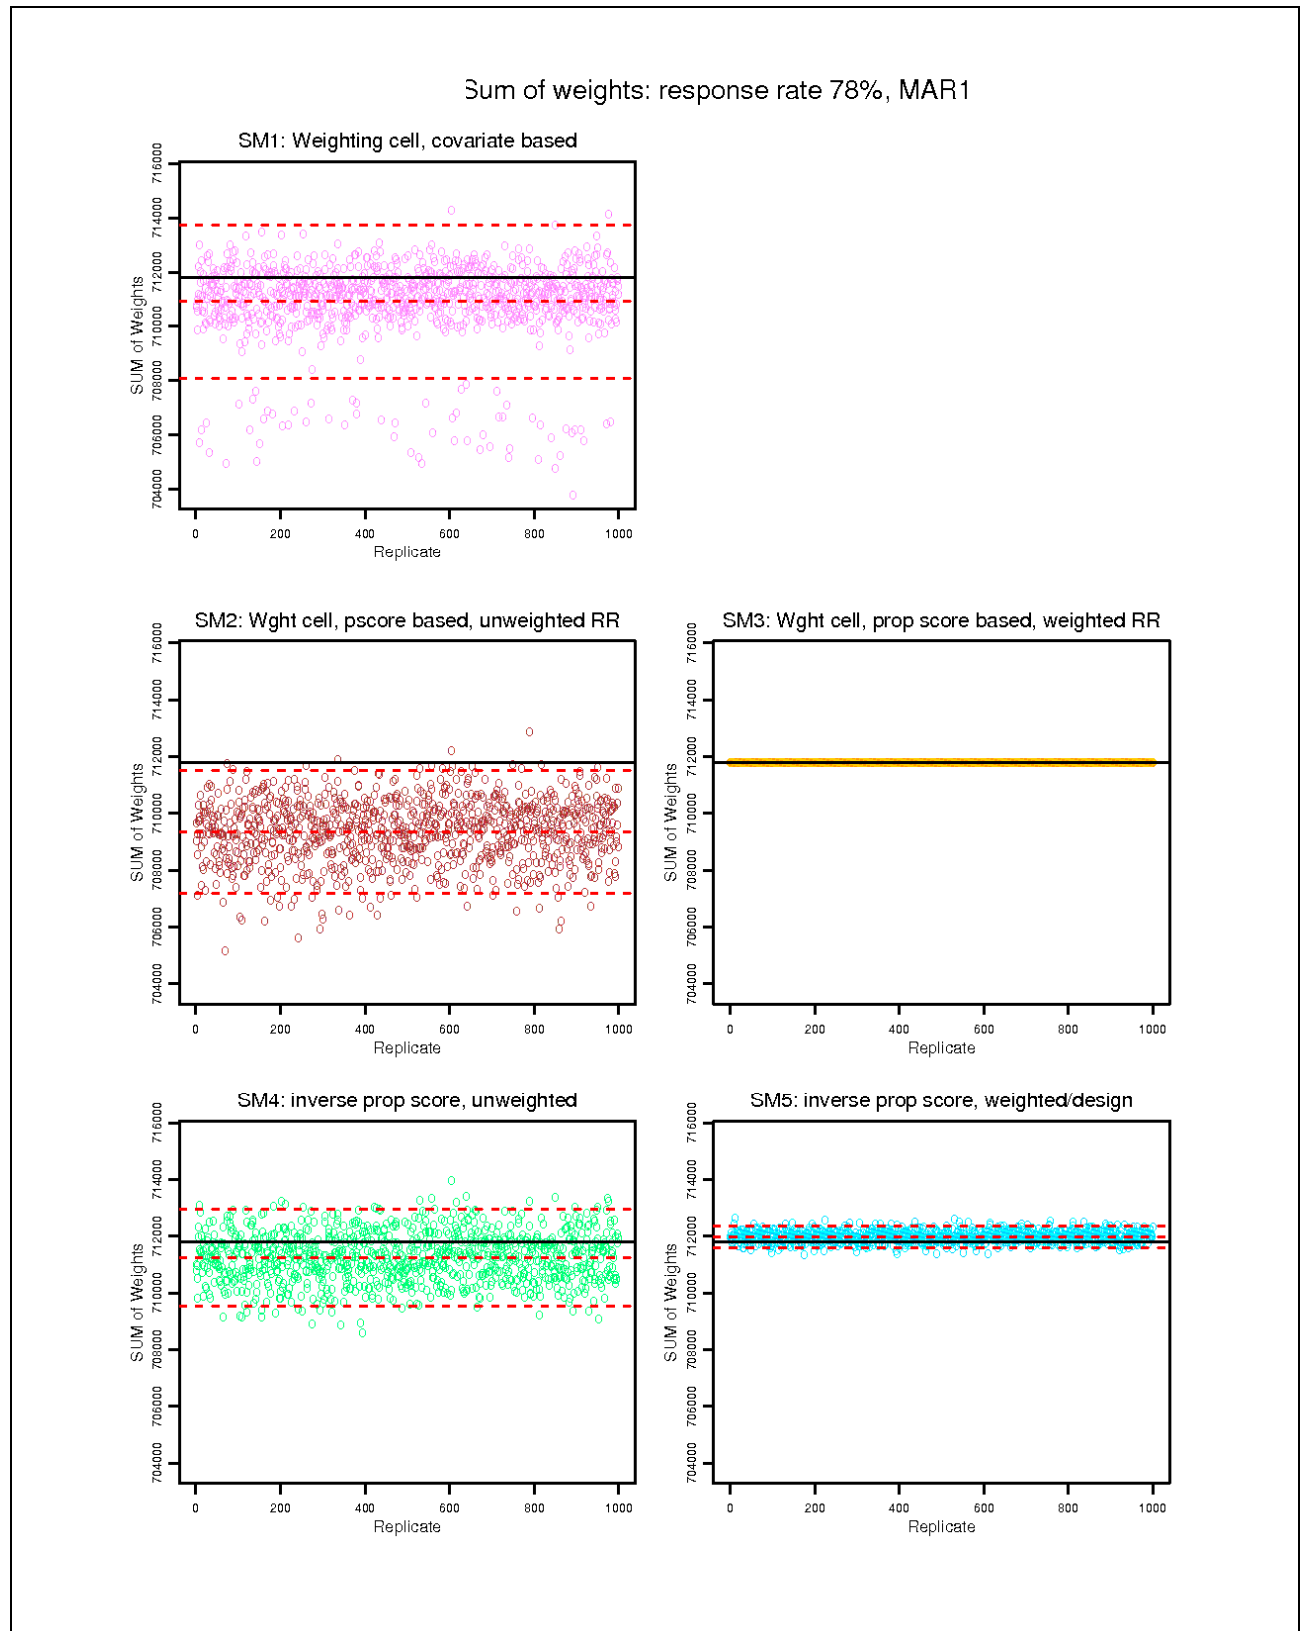 Sum of weights: response rate 78%, MAR1
SM1: Weighting cell, covariate based
716000
714000
712000
710000
708000
706000
704000
SUM of Weights
0 200 400 600 800 1000
Replicate
SM2: Wght cell, pscore based, unweighted RR
716000
714000
712000
710000
708000
706000
704000
SUM of Weights
0 200 400 600 800 1000
Replicate
SM3: Wght cell, prop score based, weighted RR
716000
714000
712000
710000
708000
706000
704000
SUM of Weights
0 200 400 600 800 1000
Replicate
SM4: inverse prop score, unweighted
716000
714000
712000
710000
708000
706000
704000
SUM of Weights
0 200 400 600 800 1000
Replicate
SM5: inverse prop score, weighted/design
716000
714000
712000
710000
708000
706000
704000
SUM of Weights
0 200 400 600 800 1000
Replicate